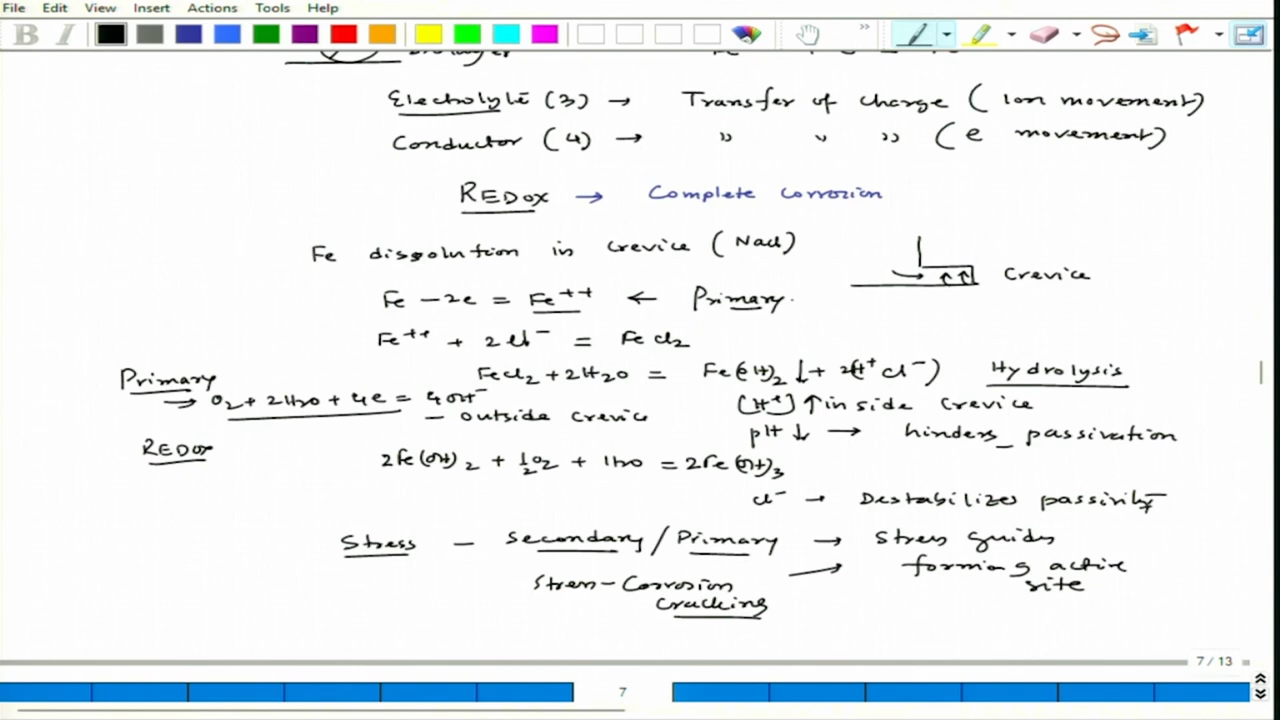 File Edit View Insert Actions Tools Help
B I
Electrolyte (3) → Transfer of charge ( Ion movement)
Conductor (4) → " " " ( e movement)
REDOX → Complete Corrosion
Fe dissolution in crevice ( NaCl)
Crevice
Fe - 2e = Fe++ ← Primary.
Fe++ + 2Cl- = FeCl2
Primary
FeCl2 + 2H2O = Fe(OH)2 ↓ + 2(H+ Cl-) Hydrolysis
→ O2 + 2H2O + 4e = 4OH-
- outside crevice
[H+] ↑ inside crevice
pH ↓ → hinders passivation
REDOX
2Fe(OH)2 + 1/2O2 + 1H2O = 2Fe(OH)3
Cl- → Destabilizes passivity
Stress - Secondary / Primary → Stress guides
forming active
site
Stress-Corrosion
Cracking
7 / 13
7